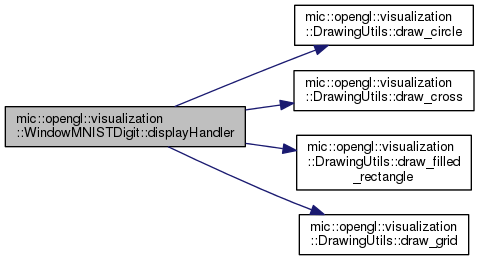 mic::opengl::visualization
::DrawingUtils::draw_circle
mic::opengl::visualization
::DrawingUtils::draw_cross
mic::opengl::visualization
::WindowMNISTDigit::displayHandler
mic::opengl::visualization
::DrawingUtils::draw_filled
_rectangle
mic::opengl::visualization
::DrawingUtils::draw_grid